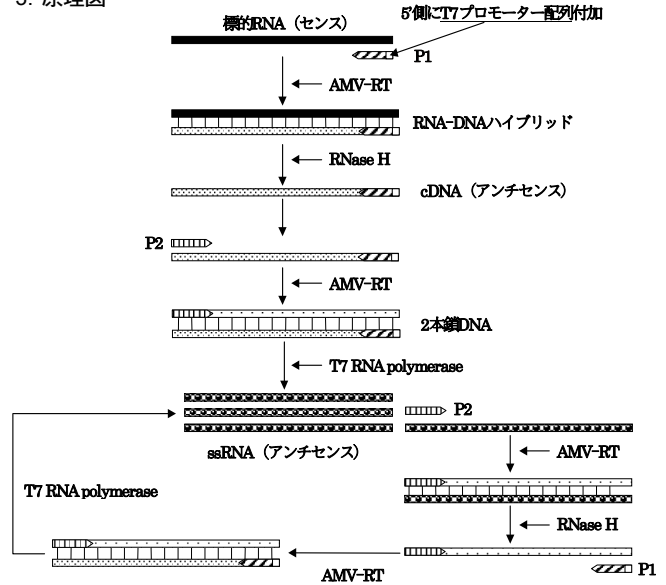 3. 原理図
標的RNA（センス）
5'側にT7プロモーター配列付加
P1
AMV-RT
RNA-DNAハイブリッド
RNase H
cDNA（アンチセンス）
P2
AMV-RT
2本鎖DNA
T7 RNA polymerase
P2
ssRNA（アンチセンス）
AMV-RT
T7 RNA polymerase
RNase H
P1
AMV-RT